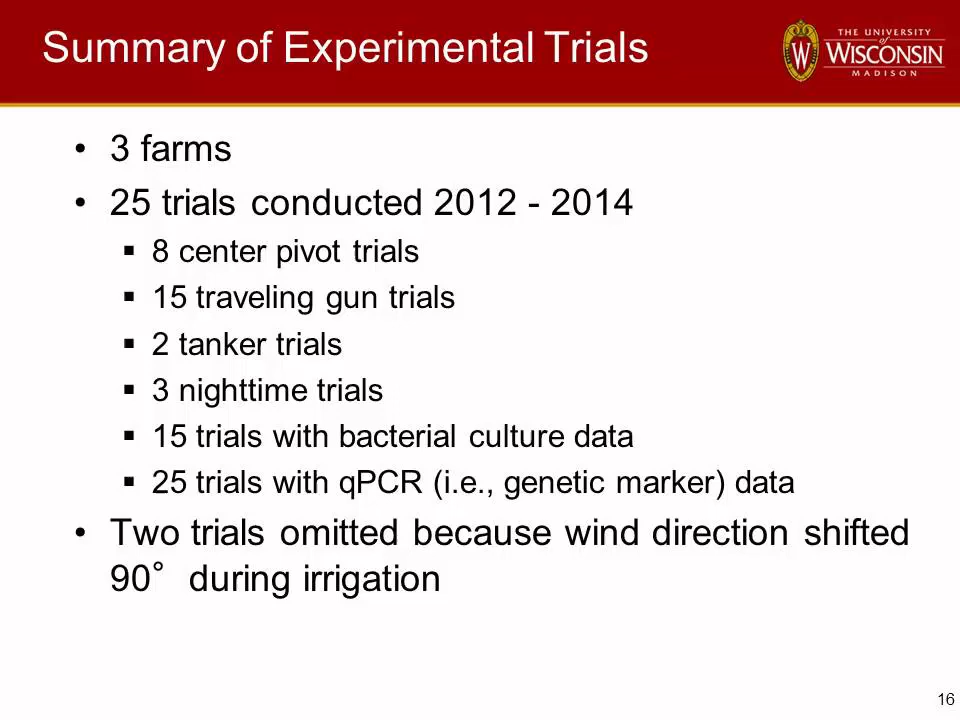 Summary of Experimental Trials
THE UNIVERSITY
of
WISCONSIN
MADISON
W
• 3 farms
• 25 trials conducted 2012 - 2014
▪ 8 center pivot trials
▪ 15 traveling gun trials
▪ 2 tanker trials
▪ 3 nighttime trials
▪ 15 trials with bacterial culture data
▪ 25 trials with qPCR (i.e., genetic marker) data
• Two trials omitted because wind direction shifted
90° during irrigation
16